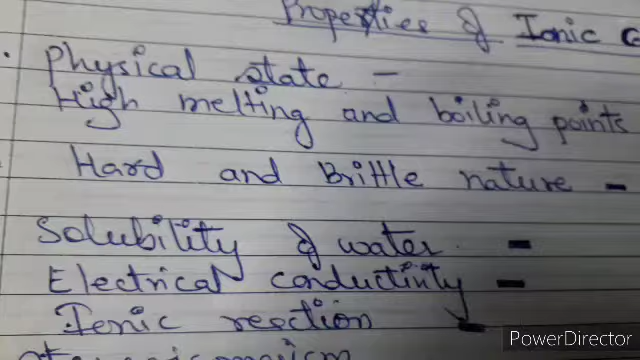 Properties of Ionic C
Physical state -
High melting and boiling points
Hard and Brittle nature -
Solubility of water -
Electrical conductivity -
Ionic reaction -
PowerDirector